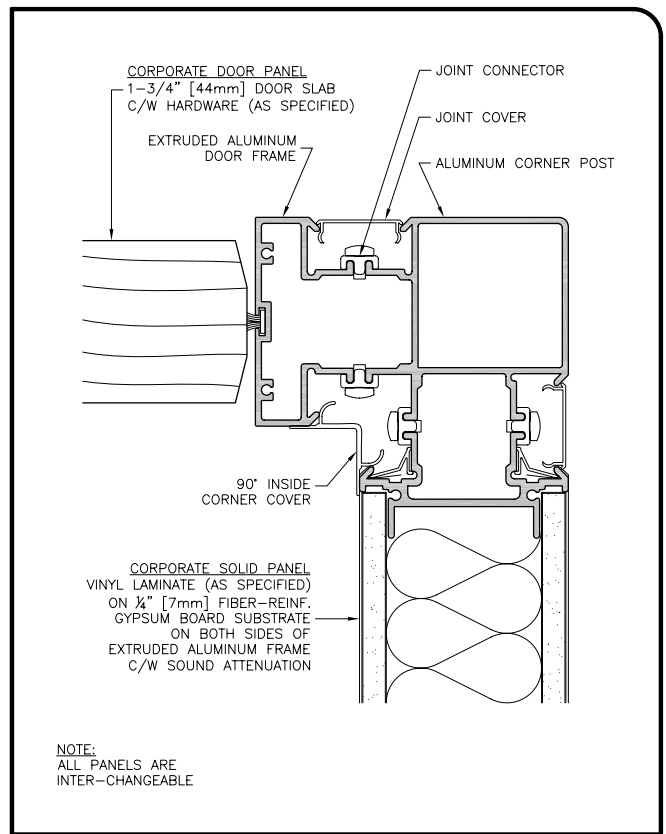 CORPORATE DOOR PANEL
1-3/4" [44mm] DOOR SLAB
C/W HARDWARE (AS SPECIFIED)
EXTRUDED ALUMINUM
DOOR FRAME
JOINT CONNECTOR
JOINT COVER
ALUMINUM CORNER POST
90° INSIDE
CORNER COVER
CORPORATE SOLID PANEL
VINYL LAMINATE (AS SPECIFIED)
ON ¼" [7mm] FIBER-REINF.
GYPSUM BOARD SUBSTRATE
ON BOTH SIDES OF
EXTRUDED ALUMINUM FRAME
C/W SOUND ATTENUATION
NOTE:
ALL PANELS ARE
INTER-CHANGEABLE